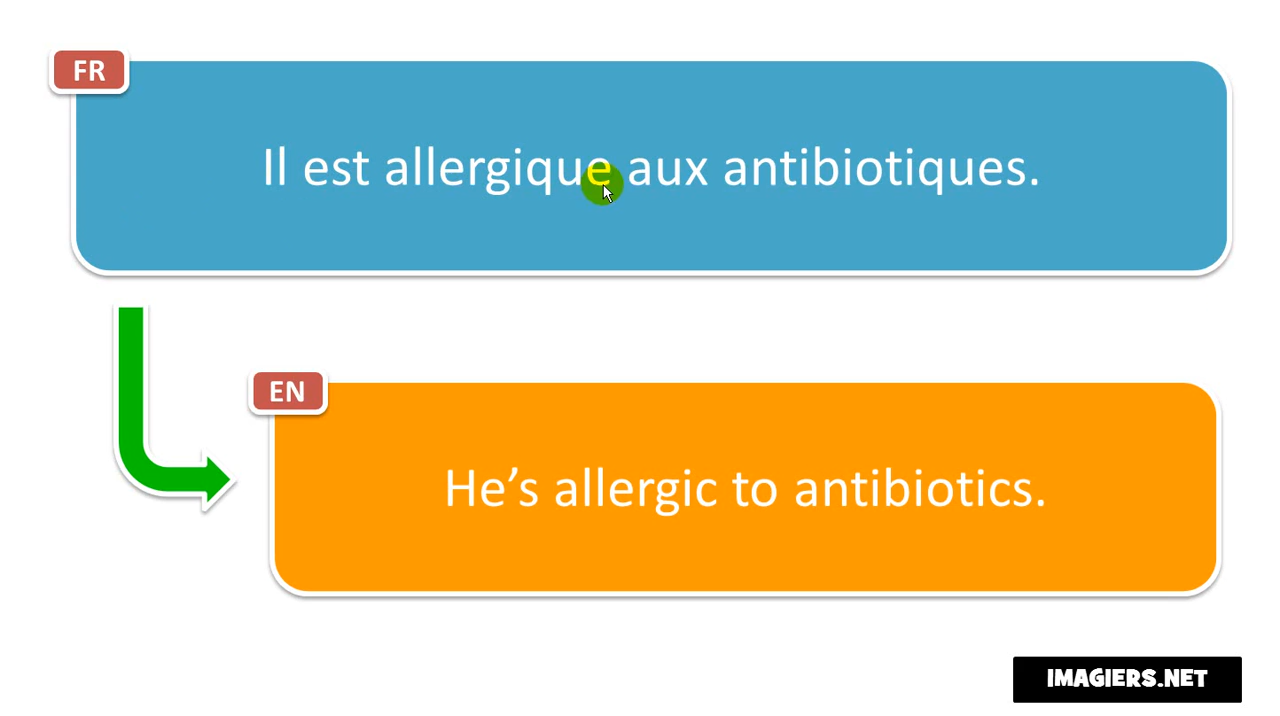 FR
Il est allergique aux antibiotiques.
EN
He’s allergic to antibiotics.
IMAGIERS.NET